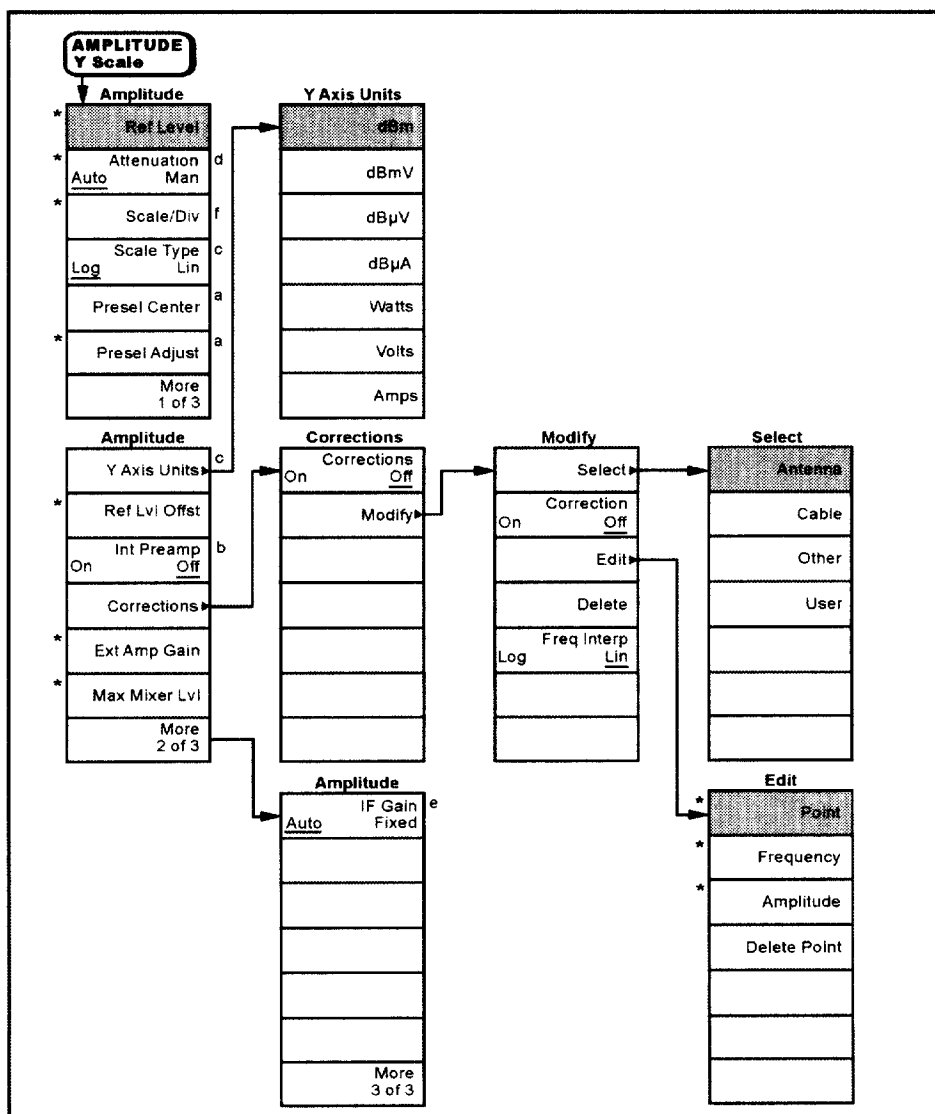 AMPLITUDE
Y Scale
Amplitude
* Ref Level
* Attenuation d
Auto Man
* Scale/Div f
Scale Type c
Log Lin
Presel Center a
* Presel Adjust a
More
1 of 3
Y Axis Units
dBm
dBmV
dBµV
dBµA
Watts
Volts
Amps
Amplitude
Y Axis Units c
* Ref Lvl Offst
Int Preamp b
On Off
Corrections
* Ext Amp Gain
* Max Mixer Lvl
More
2 of 3
Corrections
Corrections
On Off
Modify
Modify
Select
Correction
On Off
Edit
Delete
Freq Interp
Log Lin
Select
Antenna
Cable
Other
User
Amplitude
IF Gain e
Auto Fixed
More
3 of 3
Edit
* Point
* Frequency
* Amplitude
Delete Point